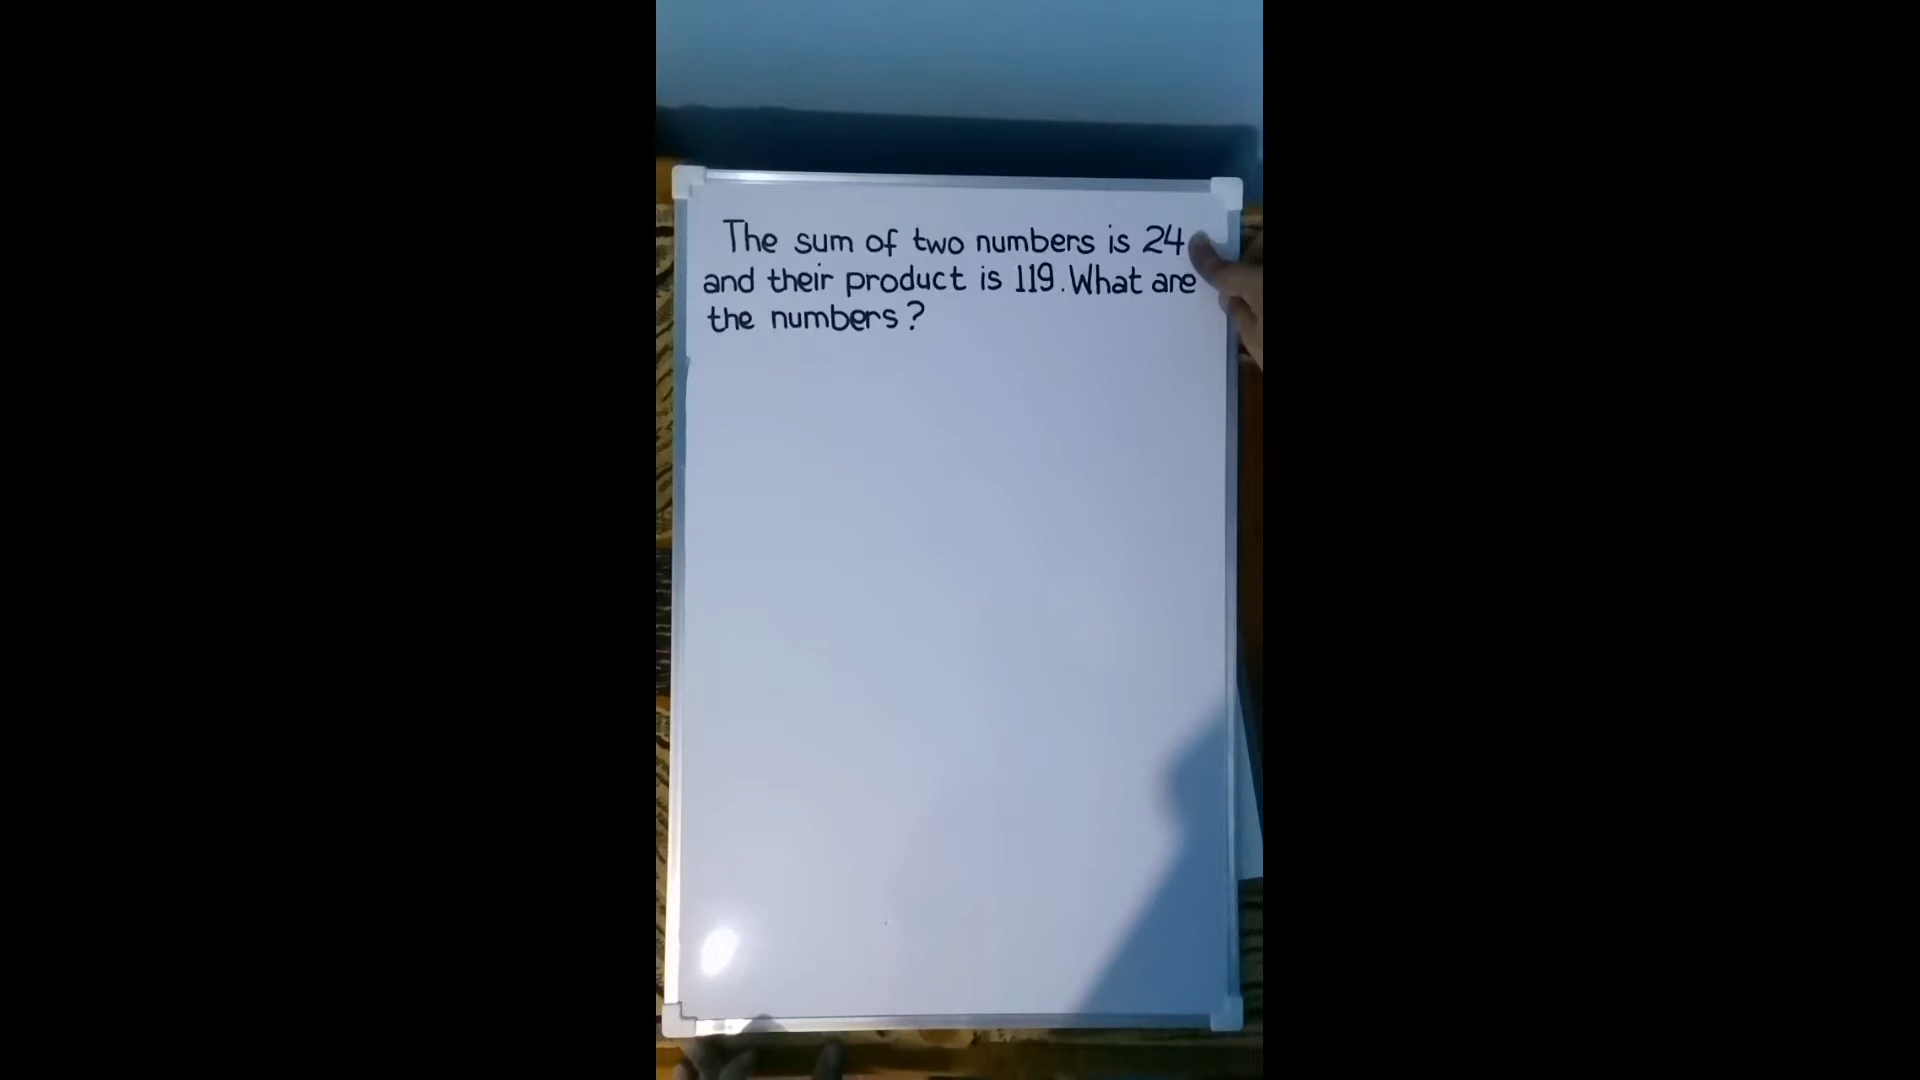 The sum of two numbers is 24
and their product is 119. What are
the numbers?